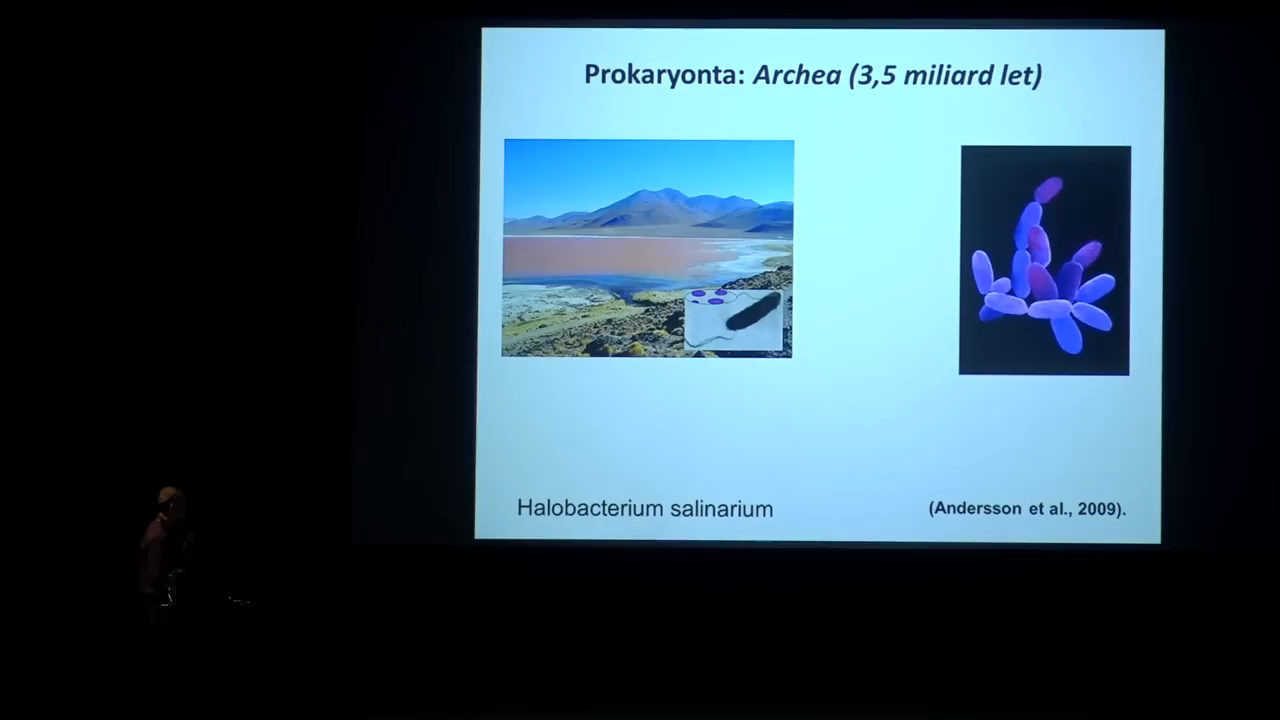 Prokaryonta: Archea (3,5 miliard let)
Halobacterium salinarium
(Andersson et al., 2009).